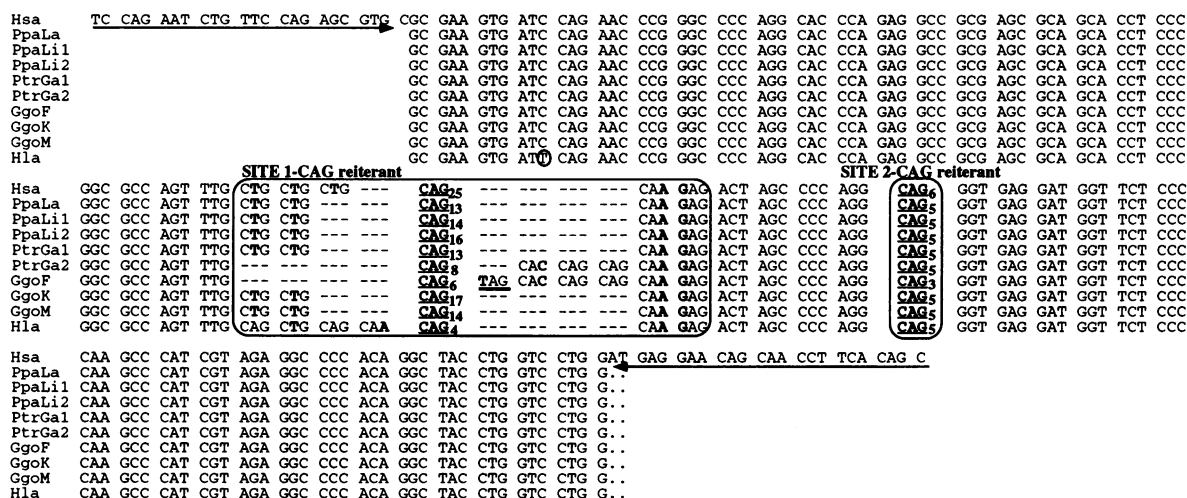 Hsa TC CAG AAT CTG TTC CAG AGC GTG CGC GAA GTG ATC CAG AAC CCG GGC CCC AGG CAC CCA GAG GCC GCG AGC GCA GCA CCT CCC
PpaLa GC GAA GTG ATC CAG AAC CCG GGC CCC AGG CAC CCA GAG GCC GCG AGC GCA GCA CCT CCC
PpaLi1 GC GAA GTG ATC CAG AAC CCG GGC CCC AGG CAC CCA GAG GCC GCG AGC GCA GCA CCT CCC
PpaLi2 GC GAA GTG ATC CAG AAC CCG GGC CCC AGG CAC CCA GAG GCC GCG AGC GCA GCA CCT CCC
PtrGa1 GC GAA GTG ATC CAG AAC CCG GGC CCC AGG CAC CCA GAG GCC GCG AGC GCA GCA CCT CCC
PtrGa2 GC GAA GTG ATC CAG AAC CCG GGC CCC AGG CAC CCA GAG GCC GCG AGC GCA GCA CCT CCC
GgoF GC GAA GTG ATC CAG AAC CCG GGC CCC AGG CAC CCA GAG GCC GCG AGC GCA GCA CCT CCC
GgoK GC GAA GTG ATC CAG AAC CCG GGC CCC AGG CAC CCA GAG GCC GCG AGC GCA GCA CCT CCC
GgoM GC GAA GTG ATC CAG AAC CCG GGC CCC AGG CAC CCA GAG GCC GCG AGC GCA GCA CCT CCC
Hla GC GAA GTG ATT CAG AAC CCG GGC CCC AGG CAC CCA GAG GCC GCG AGC GCA GCA CCT CCC
SITE 1-CAG reiterant SITE 2-CAG reiterant
Hsa GGC GCC AGT TTG CTG CTG CTG --- CAG25 --- --- --- --- CAA GAG ACT AGC CCC AGG CAG6 GGT GAG GAT GGT TCT CCC
PpaLa GGC GCC AGT TTG CTG CTG --- --- CAG13 --- --- --- --- CAA GAG ACT AGC CCC AGG CAG5 GGT GAG GAT GGT TCT CCC
PpaLi1 GGC GCC AGT TTG CTG CTG --- --- CAG14 --- --- --- --- CAA GAG ACT AGC CCC AGG CAG5 GGT GAG GAT GGT TCT CCC
PpaLi2 GGC GCC AGT TTG CTG CTG --- --- CAG16 --- --- --- --- CAA GAG ACT AGC CCC AGG CAG5 GGT GAG GAT GGT TCT CCC
PtrGa1 GGC GCC AGT TTG CTG CTG --- --- CAG13 --- --- --- --- CAA GAG ACT AGC CCC AGG CAG5 GGT GAG GAT GGT TCT CCC
PtrGa2 GGC GCC AGT TTG --- --- --- --- CAG8 --- CAC CAG CAG CAA GAG ACT AGC CCC AGG CAG5 GGT GAG GAT GGT TCT CCC
GgoF GGC GCC AGT TTG --- --- --- --- CAG6 TAG CAC CAG CAG CAA GAG ACT AGC CCC AGG CAG3 GGT GAG GAT GGT TCT CCC
GgoK GGC GCC AGT TTG CTG CTG --- --- CAG17 --- --- --- --- CAA GAG ACT AGC CCC AGG CAG5 GGT GAG GAT GGT TCT CCC
GgoM GGC GCC AGT TTG CTG CTG --- --- CAG14 --- --- --- --- CAA GAG ACT AGC CCC AGG CAG5 GGT GAG GAT GGT TCT CCC
Hla GGC GCC AGT TTG CAG CTG CAG CAA CAG4 --- --- --- --- CAA GAG ACT AGC CCC AGG CAG5 GGT GAG GAT GGT TCT CCC
Hsa CAA GCC CAT CGT AGA GGC CCC ACA GGC TAC CTG GTC CTG GAT GAG GAA CAG CAA CCT TCA CAG C
PpaLa CAA GCC CAT CGT AGA GGC CCC ACA GGC TAC CTG GTC CTG G..
PpaLi1 CAA GCC CAT CGT AGA GGC CCC ACA GGC TAC CTG GTC CTG G..
PpaLi2 CAA GCC CAT CGT AGA GGC CCC ACA GGC TAC CTG GTC CTG G..
PtrGa1 CAA GCC CAT CGT AGA GGC CCC ACA GGC TAC CTG GTC CTG G..
PtrGa2 CAA GCC CAT CGT AGA GGC CCC ACA GGC TAC CTG GTC CTG G..
GgoF CAA GCC CAT CGT AGA GGC CCC ACA GGC TAC CTG GTC CTG G..
GgoK CAA GCC CAT CGT AGA GGC CCC ACA GGC TAC CTG GTC CTG G..
GgoM CAA GCC CAT CGT AGA GGC CCC ACA GGC TAC CTG GTC CTG G..
Hla CAA GCC CAT CGT AGA GGC CCC ACA GGC TAC CTG GTC CTG G..